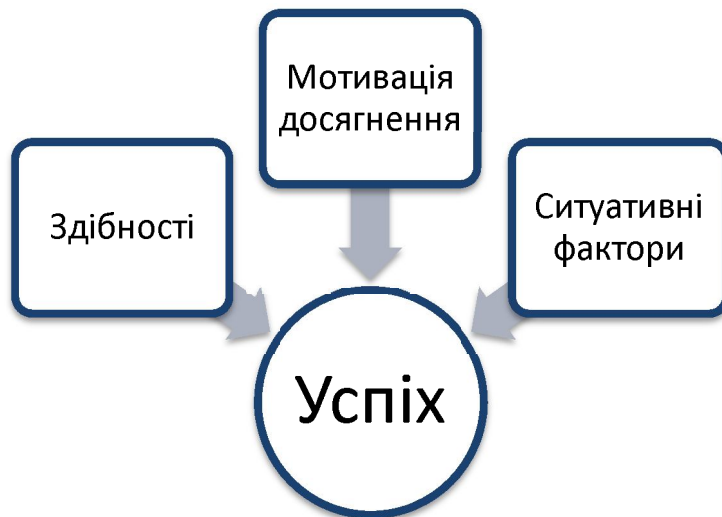 Мотивація
досягнення
Здібності
Ситуативні
фактори
Успіх